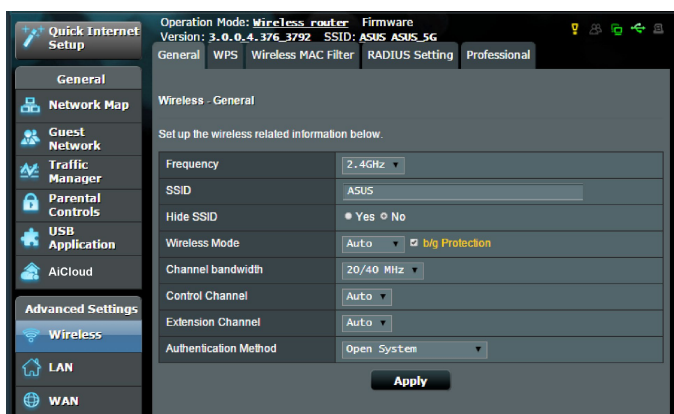 Quick Internet
Setup
Operation Mode: Wireless router Firmware
Version: 3.0.0.4.376_3792 SSID: ASUS ASUS_5G
General WPS Wireless MAC Filter RADIUS Setting Professional
General
Network Map
Guest
Network
Traffic
Manager
Parental
Controls
USB
Application
AiCloud
Advanced Settings
Wireless
LAN
WAN
Wireless - General
Set up the wireless related information below.
Frequency 2.4GHz
SSID ASUS
Hide SSID Yes No
Wireless Mode Auto b/g Protection
Channel bandwidth 20/40 MHz
Control Channel Auto
Extension Channel Auto
Authentication Method Open System
Apply